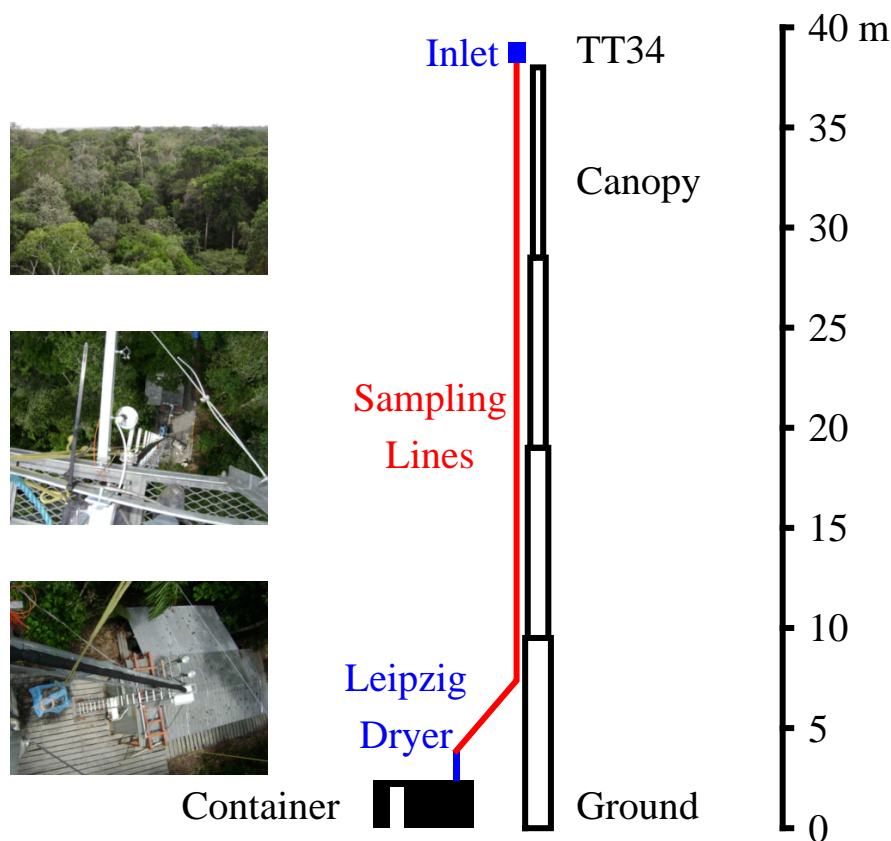 Inlet
TT34
40 m
35
Canopy
30
25
Sampling
Lines
20
15
10
Leipzig
Dryer
5
Container
Ground
0